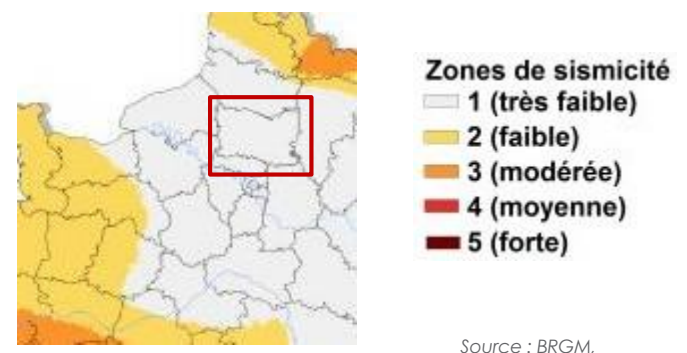 Zones de sismicité
1 (très faible)
2 (faible)
3 (modérée)
4 (moyenne)
5 (forte)
Source : BRGM,